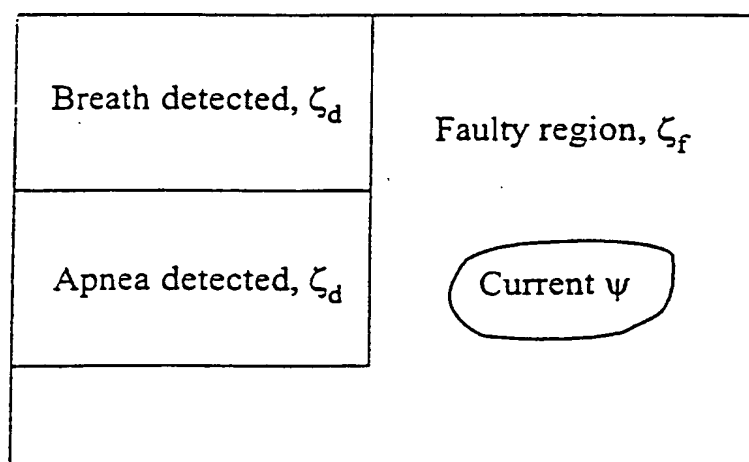 Breath detected, ζd
Faulty region, ζf
Apnea detected, ζd
Current ψ